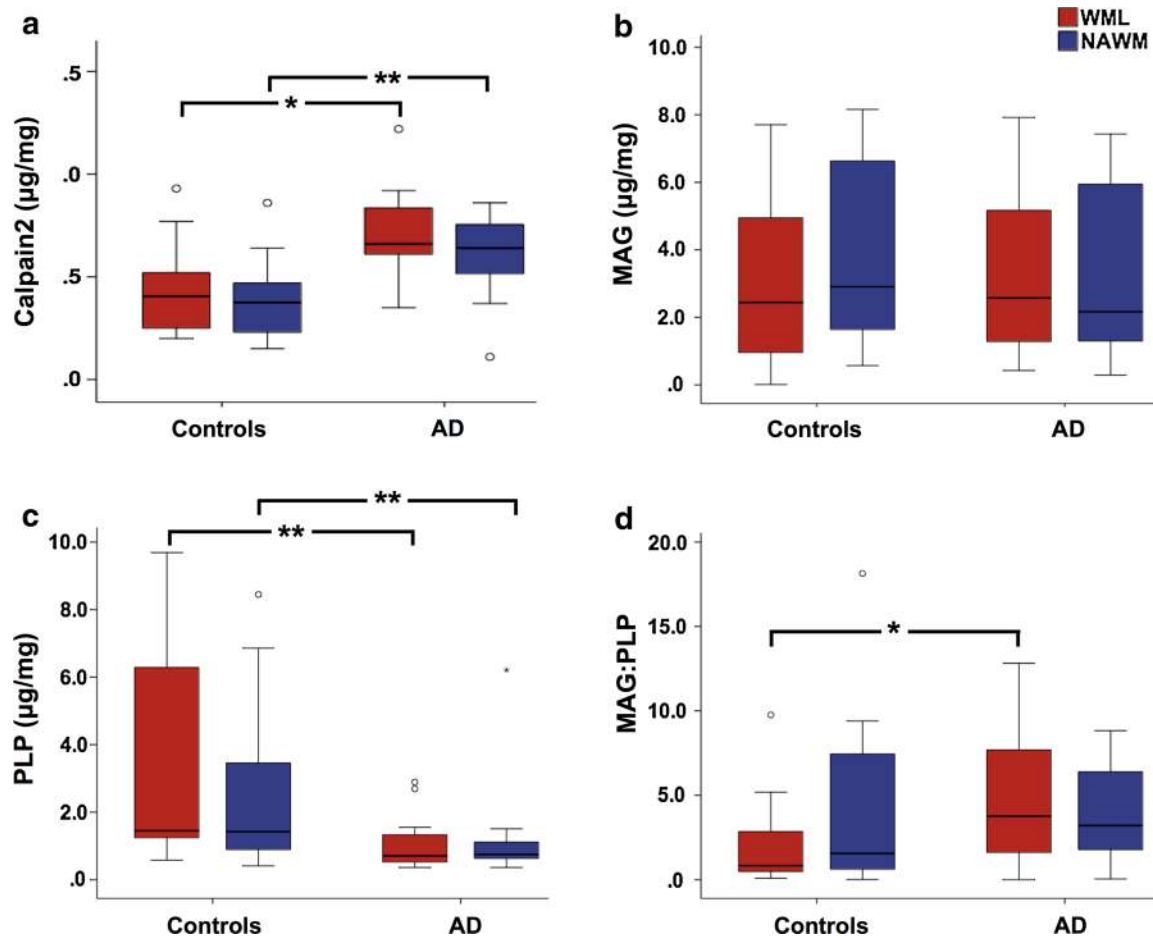 a
Calpain2 (µg/mg)
.5
.0
.5
.0
*
**
Controls
AD
b
WML
NAWM
MAG (µg/mg)
10.0
8.0
6.0
4.0
2.0
.0
Controls
AD
c
PLP (µg/mg)
10.0
8.0
6.0
4.0
2.0
.0
**
**
*
Controls
AD
d
MAG:PLP
20.0
15.0
10.0
5.0
.0
*
Controls
AD